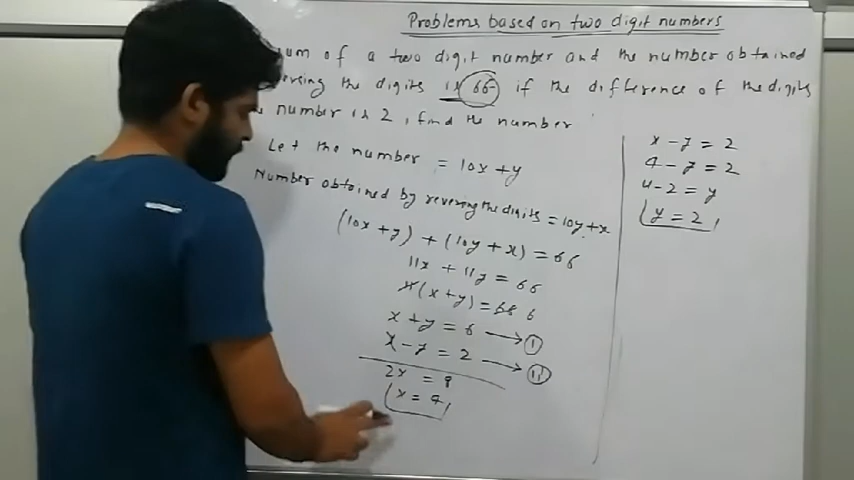 Problems based on two digit numbers
um of a two digit number and the number obtained
ersing the digits is 66 if the difference of the digits
number is 2, find the number
Let the number = 10x+y
Number obtained by reversing the digits = 10y+x
(10x+y) + (10y+x) = 66
11x + 11y = 66
11(x+y) = 66 6
x+y = 6 → ①
x-y = 2 → ⑪
2x = 8
x = 4
x-y = 2
4-y = 2
4-2 = y
y = 2